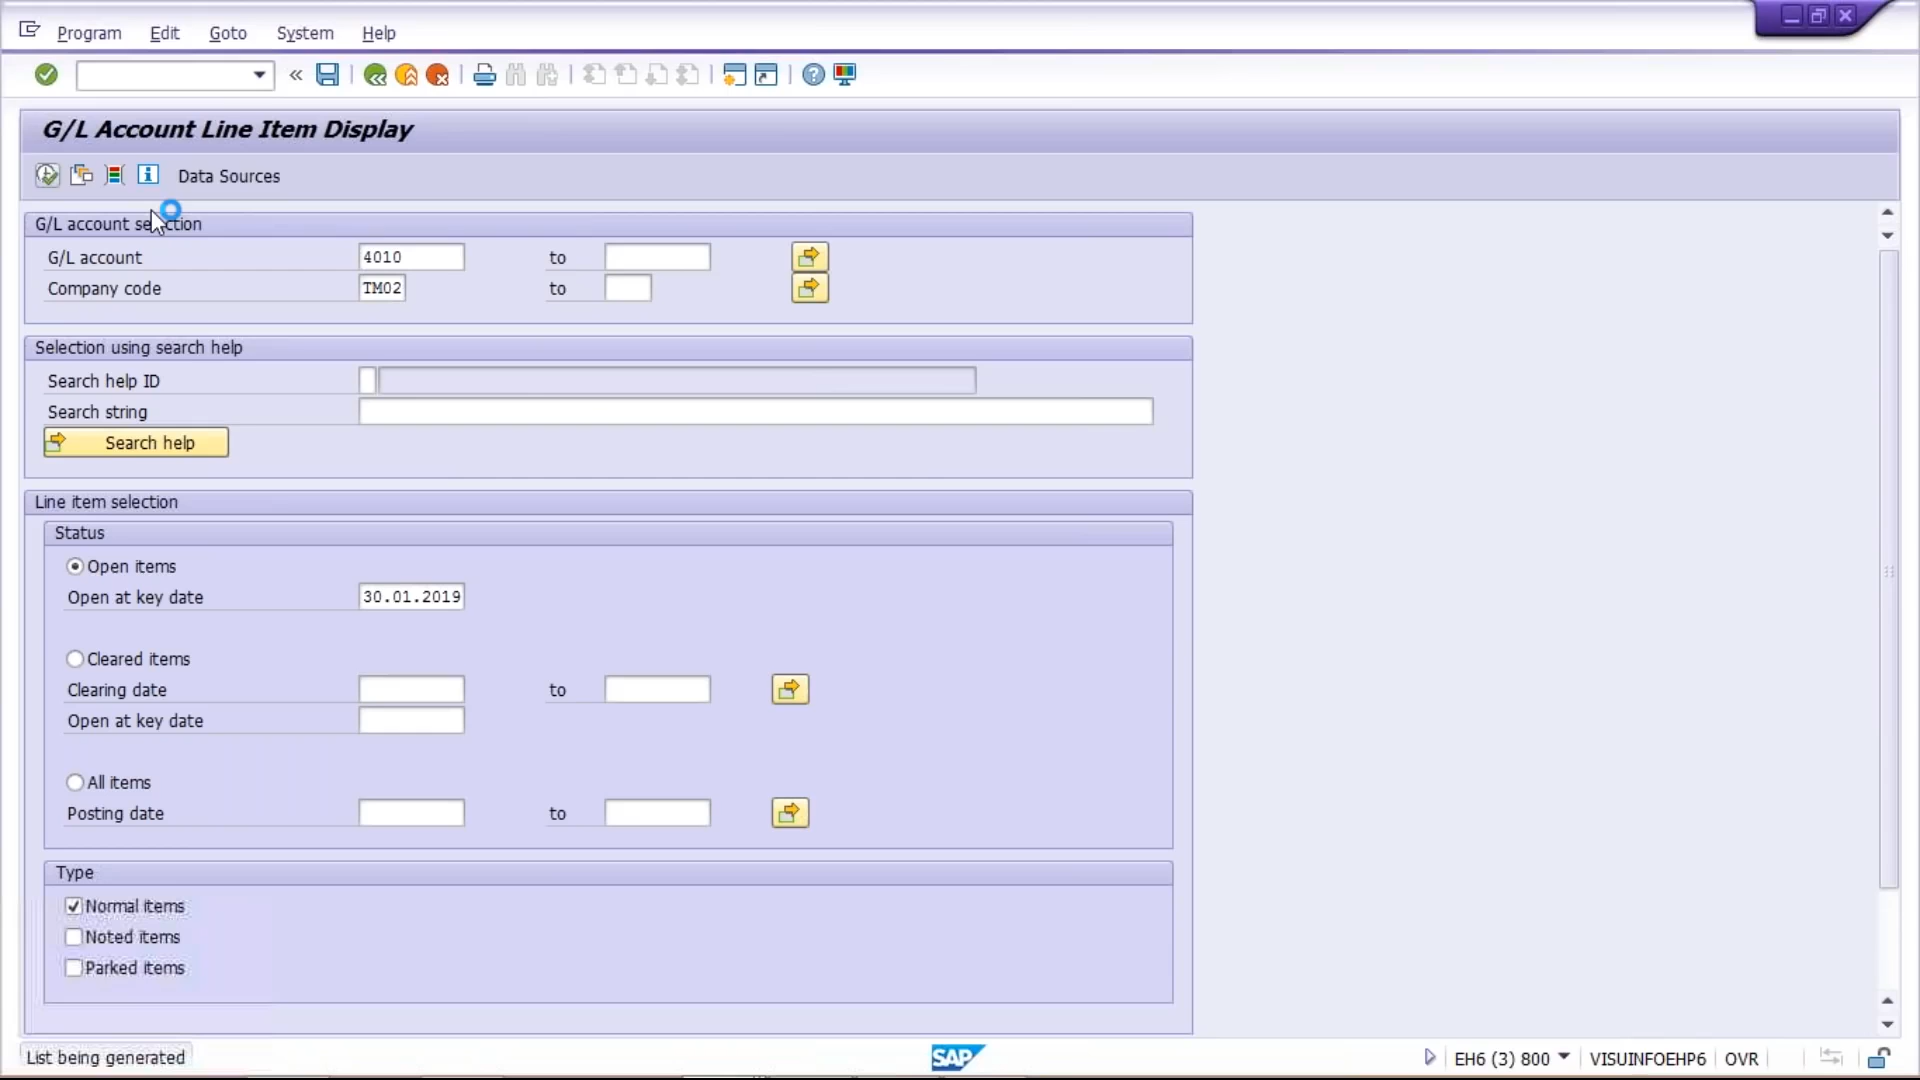 Program Edit Goto System Help
G/L Account Line Item Display
Data Sources
G/L account selection
G/L account 4010 to
Company code TM02 to
Selection using search help
Search help ID
Search string
Search help
Line item selection
Status
Open items
Open at key date 30.01.2019
Cleared items
Clearing date to
Open at key date
All items
Posting date to
Type
Normal items
Noted items
Parked items
List being generated SAP EH6 (3) 800 VISUINFOEHP6 OVR